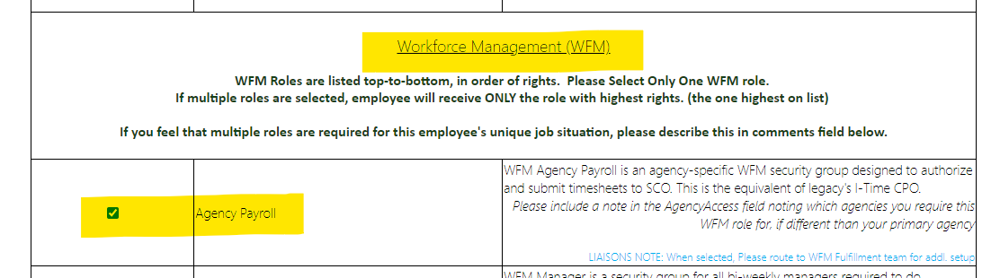 Workforce Management (WFM)
WFM Roles are listed top-to-bottom, in order of rights.  Please Select Only One WFM role.
If multiple roles are selected, employee will receive ONLY the role with highest rights. (the one highest on list)
If you feel that multiple roles are required for this employee's unique job situation, please describe this in comments field below.
Agency Payroll
WFM Agency Payroll is an agency-specific WFM security group designed to authorize
and submit timesheets to SCO. This is the equivalent of legacy's I-Time CPO.
Please include a note in the AgencyAccess field noting which agencies you require this
WFM role for, if different than your primary agency
LIAISONS NOTE: When selected, Please route to WFM Fulfillment team for addl. setup
WFM Manager is a security group for all bi-weekly managers required to do